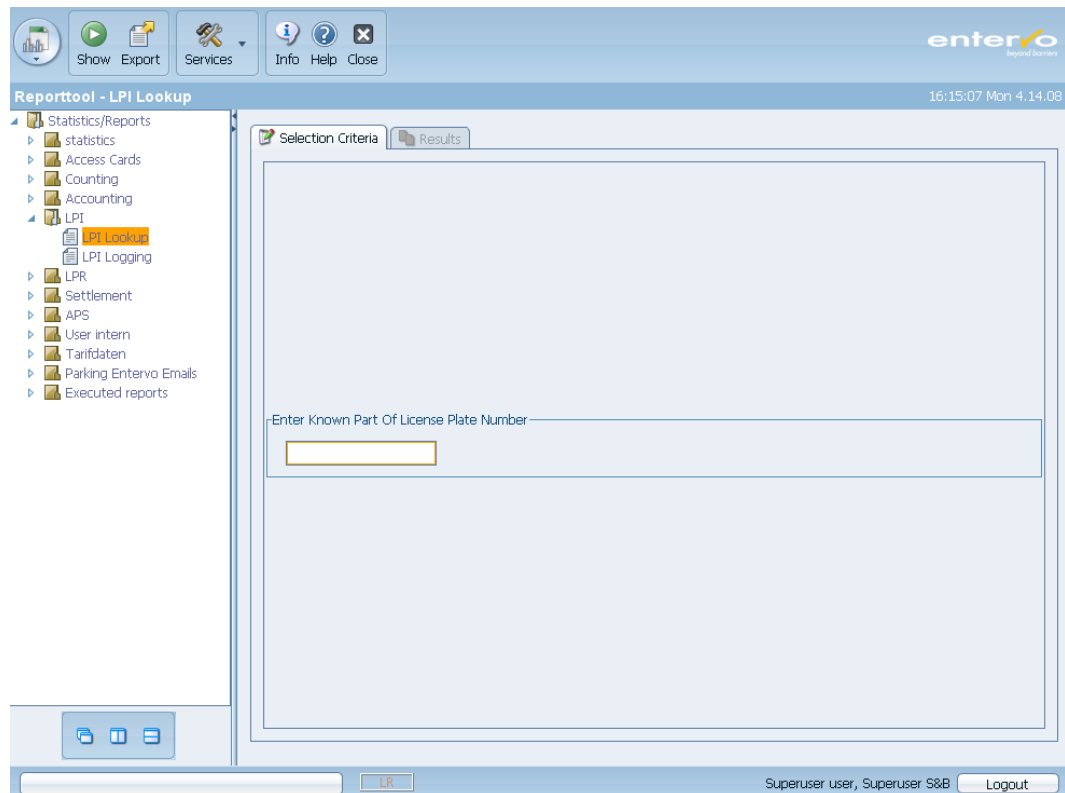 Show Export Services Info Help Close
entervo
beyond barriers
Reporttool - LPI Lookup 16:15:07 Mon 4.14.08
Statistics/Reports
statistics
Access Cards
Counting
Accounting
LPI
LPI Lookup
LPI Logging
LPR
Settlement
APS
User intern
Tarifdaten
Parking Entervo Emails
Executed reports
Selection Criteria Results
Enter Known Part Of License Plate Number
LR Superuser user, Superuser S&B Logout